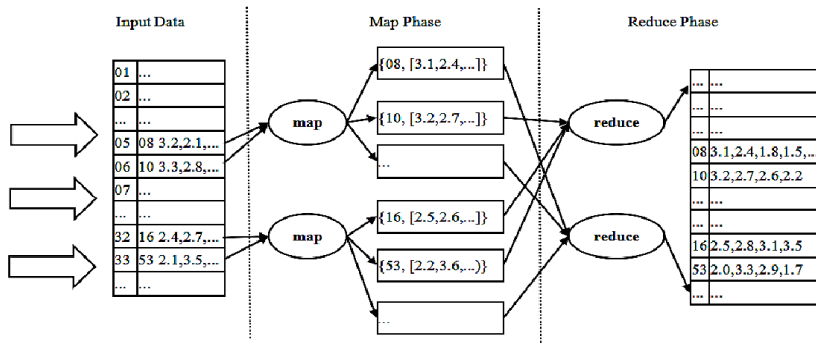 Input Data
Map Phase
Reduce Phase
01 ...
02 ...
... ...
05 08 3.2,2.1,...
06 10 3.3,2.8,...
07 ...
... ...
32 16 2.4,2.7,...
33 53 2.1,3.5,...
... ...
map
map
{08, [3.1,2.4,...]}
{10, [3.2,2.7,...]}
...
{16, [2.5,2.6,...]}
{53, [2.2,3.6,...)}
...
reduce
reduce
... ...
... ...
... ...
08 3.1,2.4,1.8,1.5,...
10 3.2,2.7,2.6,2.2
... ...
... ...
16 2.5,2.8,3.1,3.5
53 2.0,3.3,2.9,1.7
... ...